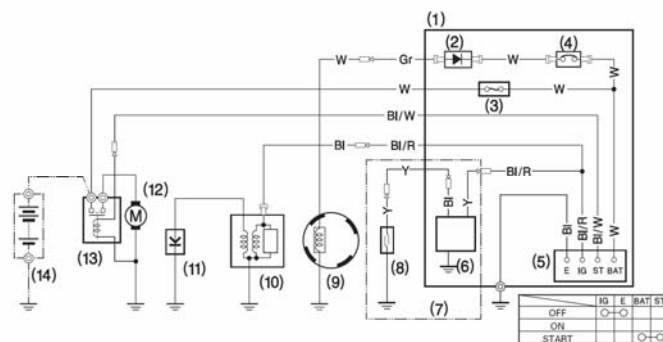 (1)
(2)
(4)
W
Gr
W
W
W
(3)
W
Bl/W
Bl
Bl/R
Y
Bl/R
Bl
Y
Y
Bl
Bl/R
Bl/W
W
(12)
M
(13)
(14)
(11)
(10)
(9)
(8)
(6)
(7)
(5)
E IG ST BAT
IG E BAT ST
OFF
ON
START